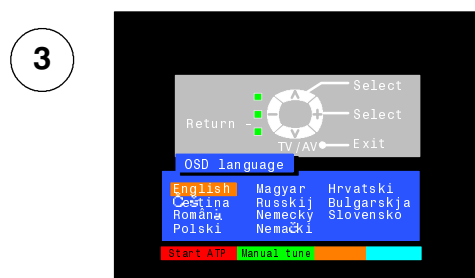 3
Select
Select
Return -
TV/AV Exit
OSD language
English Magyar Hrvatski
Čeština Russkij Bulgarskja
Română Nemecky Slovensko
Polski Nemački
Start ATP Manual tune